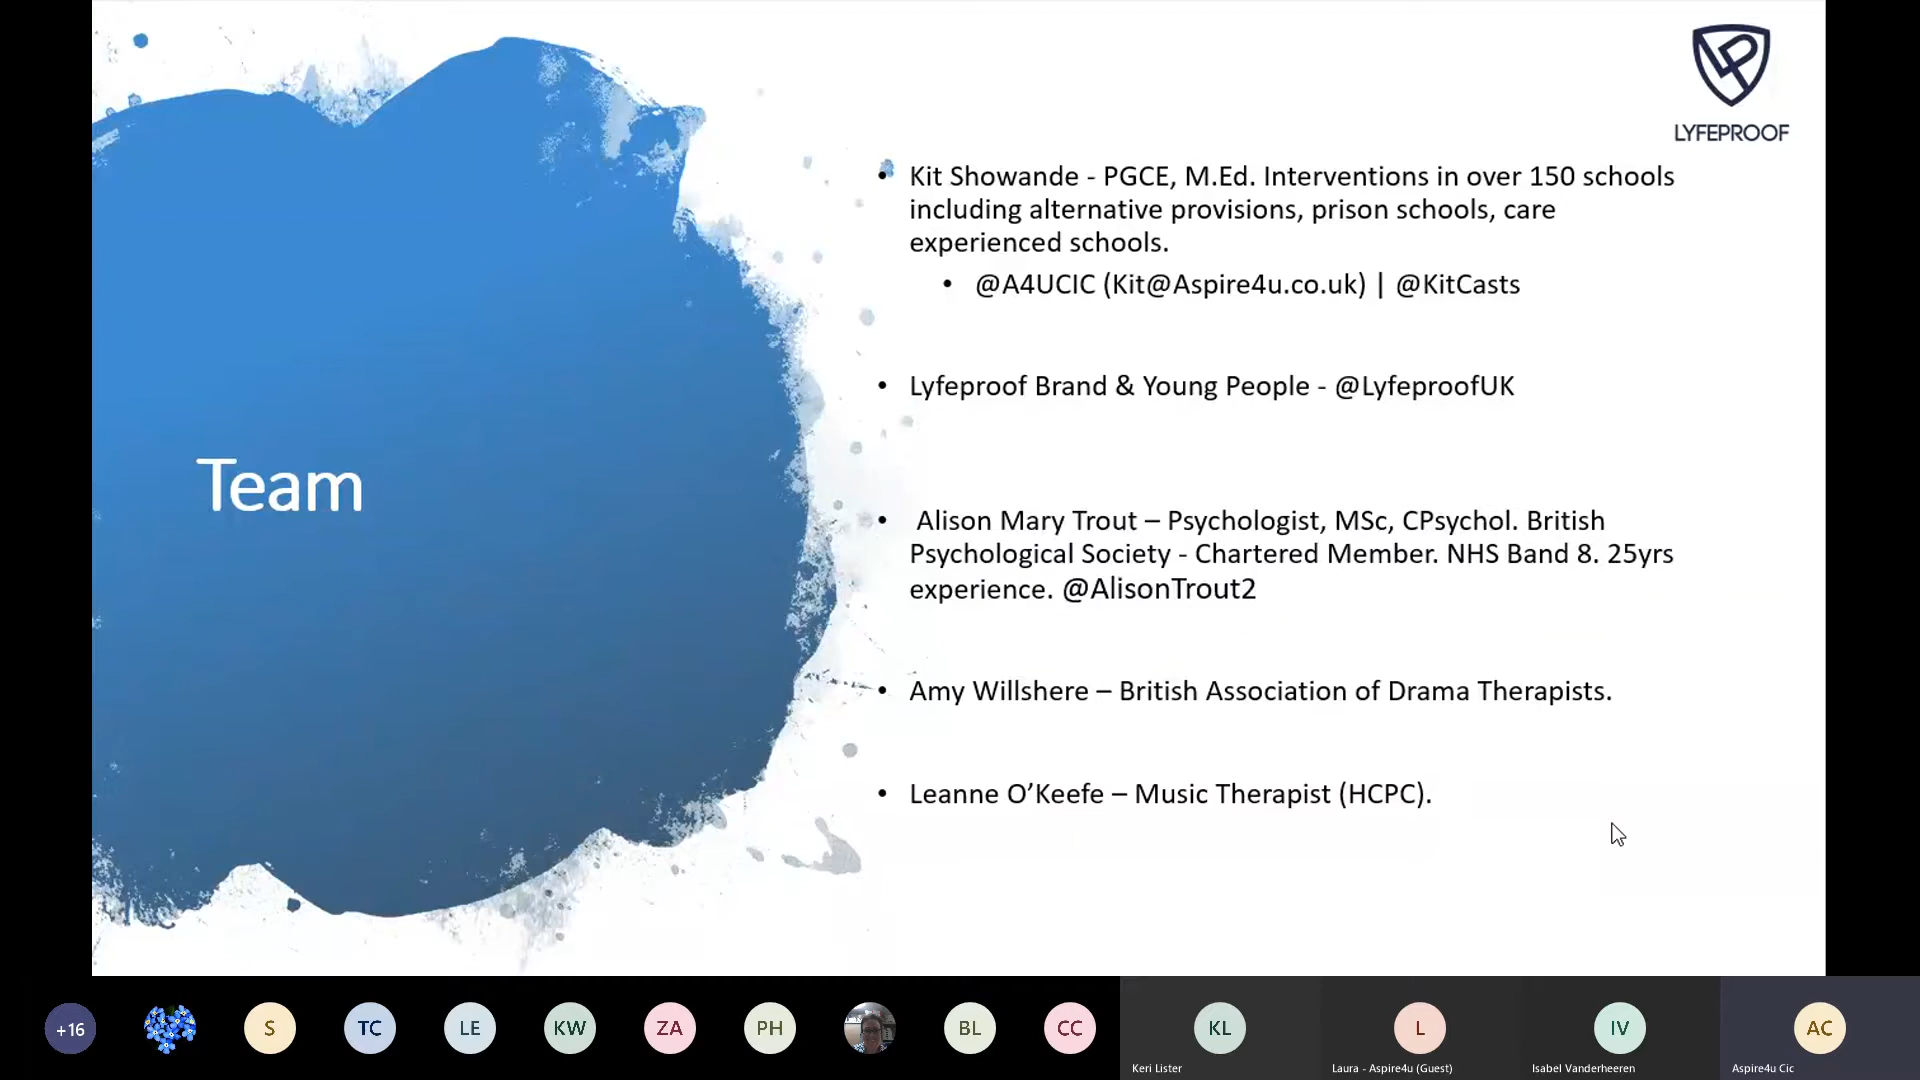 LYFEPROOF
Team
• Kit Showande - PGCE, M.Ed. Interventions in over 150 schools
including alternative provisions, prison schools, care
experienced schools.
• @A4UCIC (Kit@Aspire4u.co.uk) | @KitCasts
• Lyfeproof Brand & Young People - @LyfeproofUK
• Alison Mary Trout – Psychologist, MSc, CPsychol. British
Psychological Society - Chartered Member. NHS Band 8. 25yrs
experience. @AlisonTrout2
• Amy Willshere – British Association of Drama Therapists.
• Leanne O’Keefe – Music Therapist (HCPC).
+16
S
TC
LE
KW
ZA
PH
BL
CC
KL
Keri Lister
L
Laura - Aspire4u (Guest)
IV
Isabel Vanderheeren
AC
Aspire4u Cic